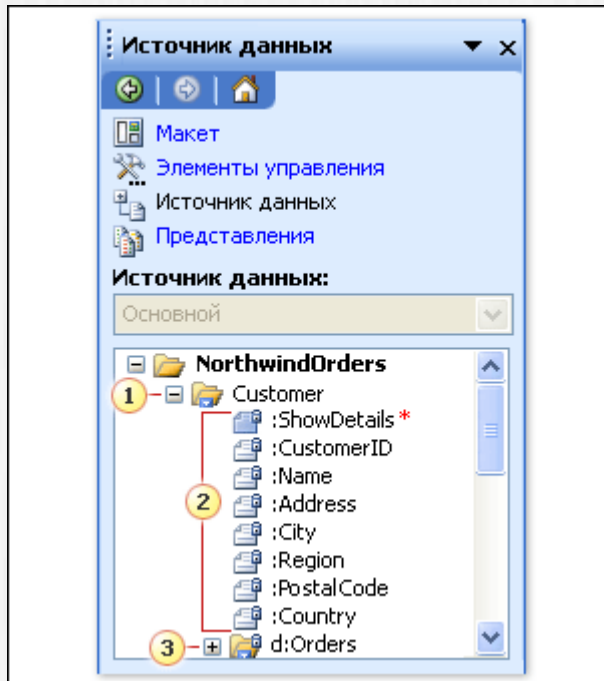 Источник данных
Макет
Элементы управления
Источник данных
Представления
Источник данных:
Основной
NorthwindOrders
1 Customer
:ShowDetails *
:CustomerID
:Name
2 :Address
:City
:Region
:PostalCode
:Country
3 d:Orders